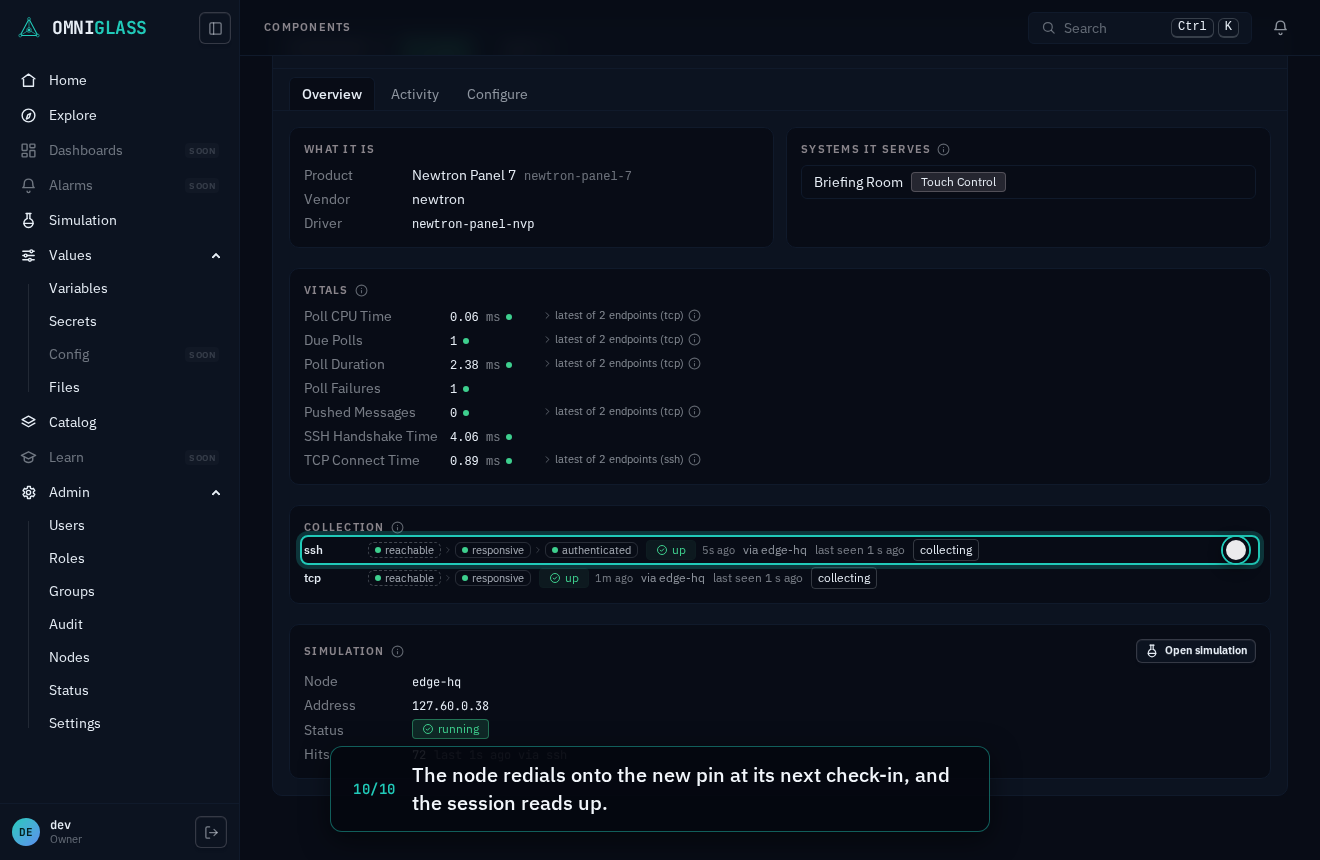 OMNIGLASS
COMPONENTS
Search
Ctrl K
Home
Explore
Dashboards SOON
Alarms SOON
Simulation
Values
Variables
Secrets
Config SOON
Files
Catalog
Learn SOON
Admin
Users
Roles
Groups
Audit
Nodes
Status
Settings
DE
dev
Owner
Overview Activity Configure
WHAT IT IS
Product Newtron Panel 7 newtron-panel-7
Vendor newtron
Driver newtron-panel-nvp
SYSTEMS IT SERVES
Briefing Room Touch Control
VITALS
Poll CPU Time 0.06 ms latest of 2 endpoints (tcp)
Due Polls 1 latest of 2 endpoints (tcp)
Poll Duration 2.38 ms latest of 2 endpoints (tcp)
Poll Failures 1
Pushed Messages 0 latest of 2 endpoints (tcp)
SSH Handshake Time 4.06 ms
TCP Connect Time 0.89 ms latest of 2 endpoints (ssh)
COLLECTION
ssh reachable responsive authenticated up 5s ago via edge-hq last seen 1 s ago collecting
tcp reachable responsive up 1m ago via edge-hq last seen 1 s ago collecting
SIMULATION
Open simulation
Node edge-hq
Address 127.60.0.38
Status running
Hits 72 last 1s ago via ssh
10/10 The node redials onto the new pin at its next check-in, and
the session reads up.